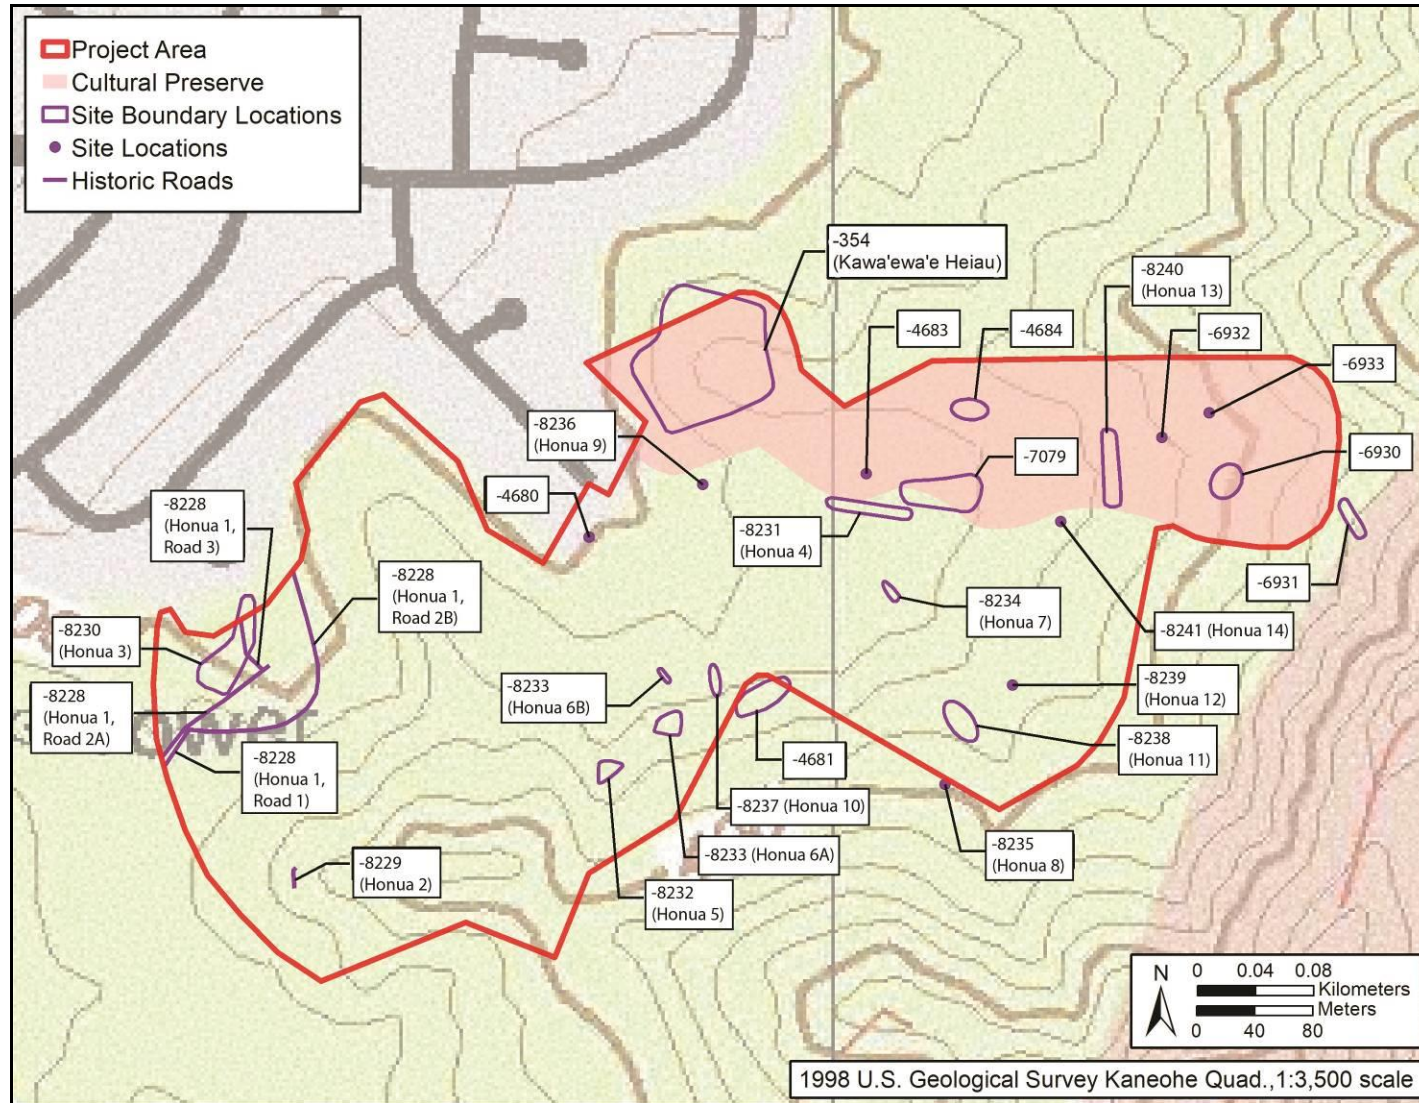 Project Area
Cultural Preserve
Site Boundary Locations
Site Locations
Historic Roads
-354
(Kawa'ewa'e Heiau)
-8240
(Honua 13)
-4683
-4684
-6932
-6933
-8236
(Honua 9)
-7079
-6930
-4680
-8228
(Honua 1,
Road 3)
-8231
(Honua 4)
-6931
-8228
(Honua 1,
Road 2B)
-8234
(Honua 7)
-8230
(Honua 3)
-8241 (Honua 14)
-8233
(Honua 6B)
-8239
(Honua 12)
-8228
(Honua 1,
Road 2A)
-8238
(Honua 11)
-8228
(Honua 1,
Road 1)
-4681
-8237 (Honua 10)
-8233 (Honua 6A)
-8235
(Honua 8)
-8229
(Honua 2)
-8232
(Honua 5)
N
0 0.04 0.08
Kilometers
Meters
0 40 80
1998 U.S. Geological Survey Kaneohe Quad.,1:3,500 scale